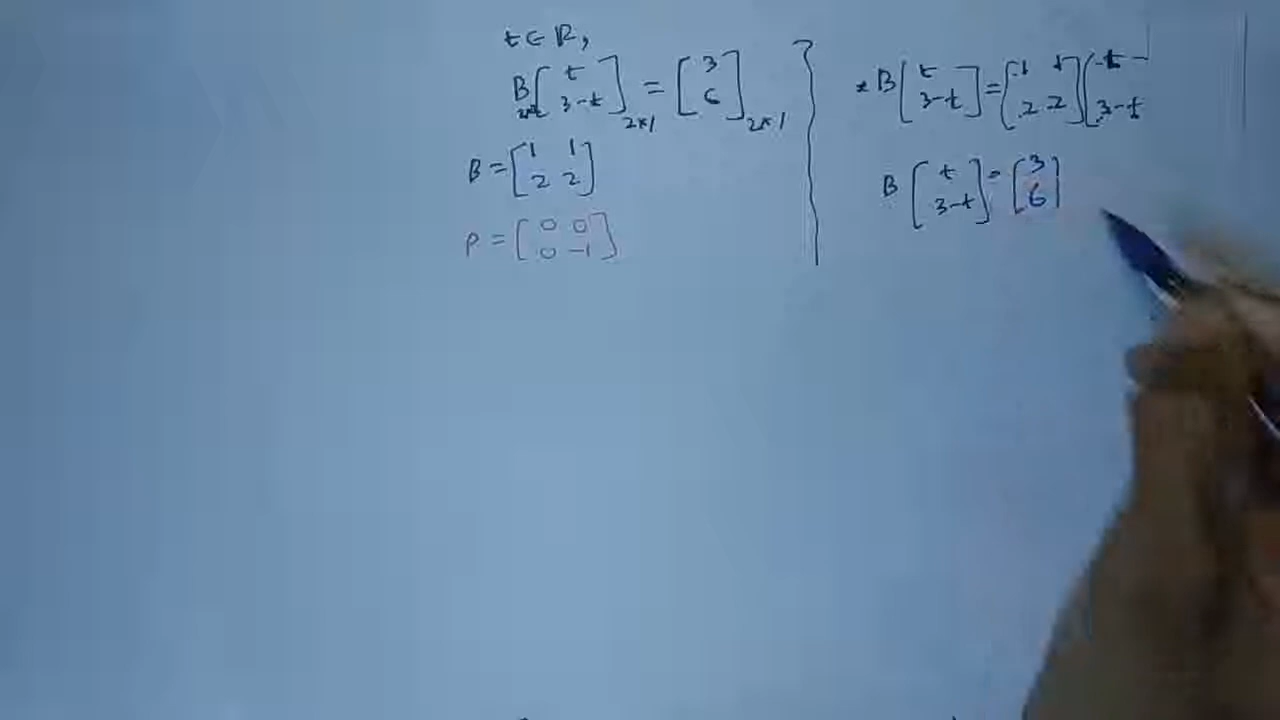 t ∈ R,
B [ t 3-t ] 2×1 = [ 3 6 ] 2×1
B = [ 1 1 2 2 ]
P = [ 0 0 0 -1 ]
B [ t 3-t ] = [ 1 1 2 2 ] [ t 3-t
B [ t 3-t ] = [ 3 6 ]